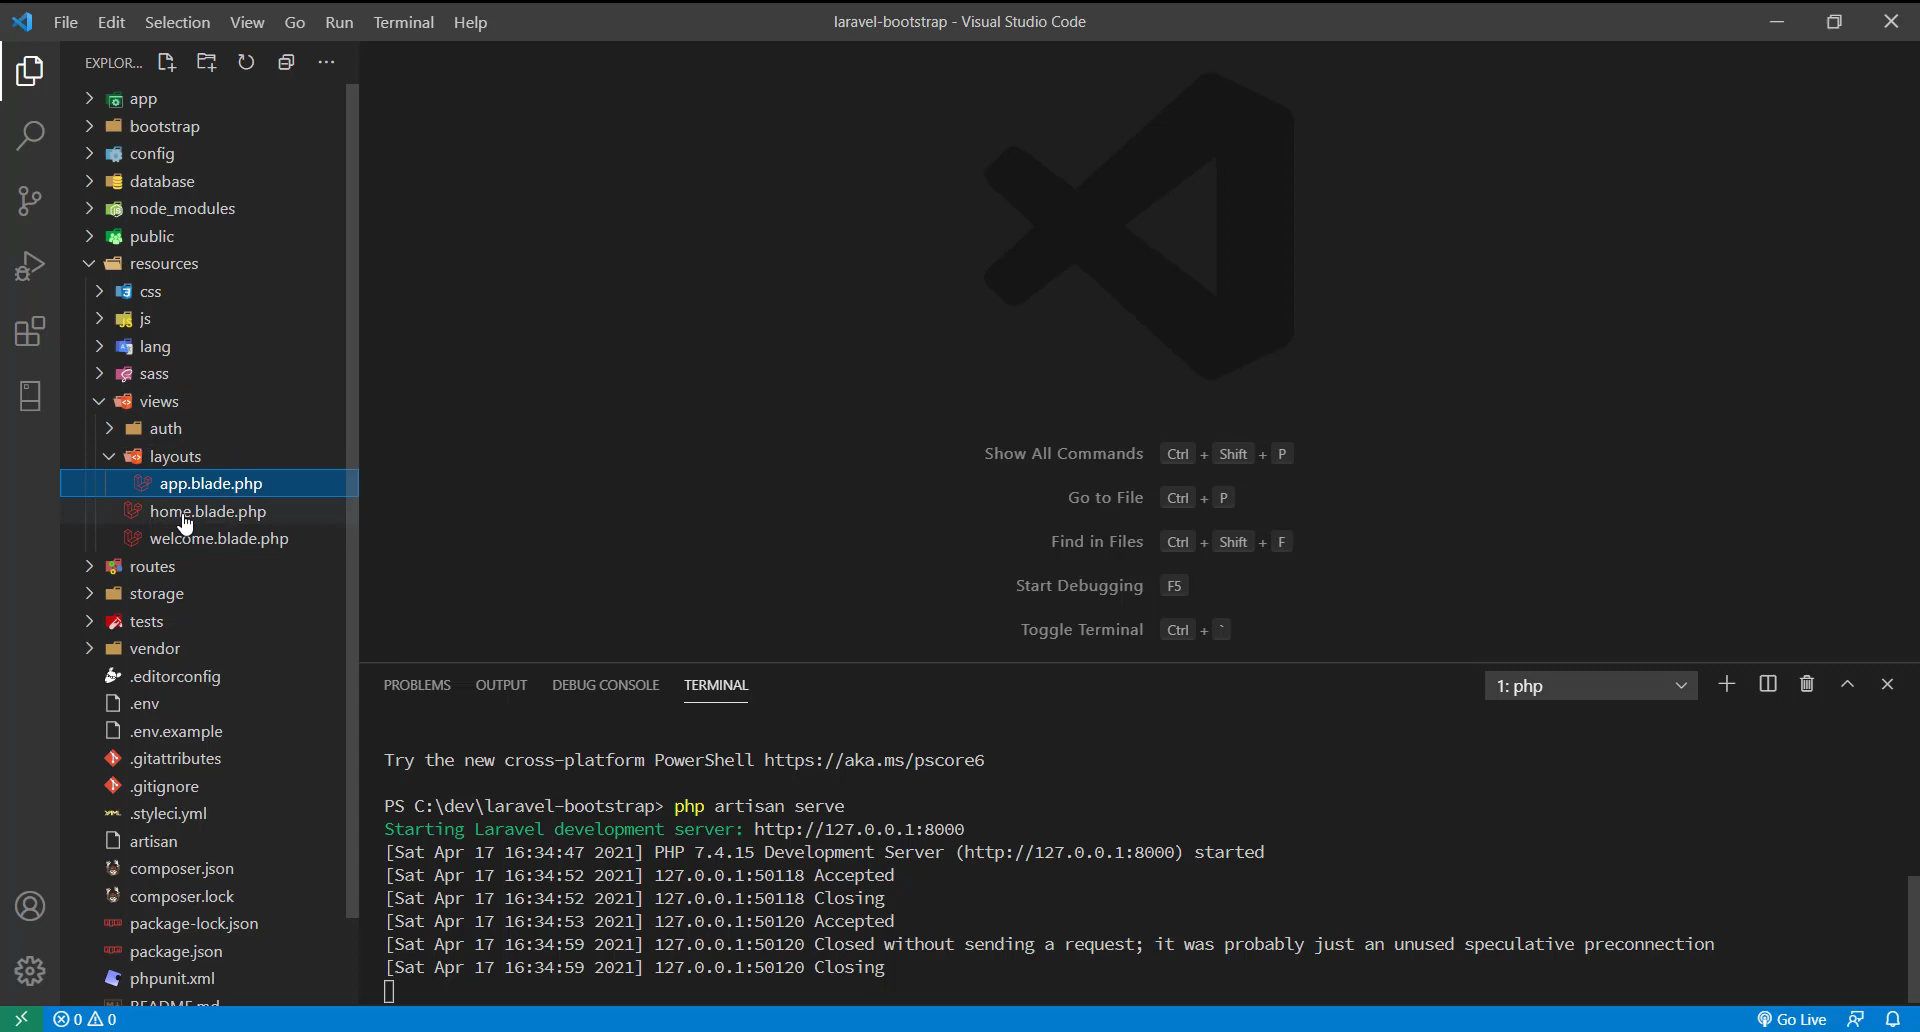 File Edit Selection View Go Run Terminal Help
laravel-bootstrap - Visual Studio Code
EXPLOR...
app
bootstrap
config
database
node_modules
public
resources
css
js
lang
sass
views
auth
layouts
app.blade.php
home.blade.php
welcome.blade.php
routes
storage
tests
vendor
.editorconfig
.env
.env.example
.gitattributes
.gitignore
.styleci.yml
artisan
composer.json
composer.lock
package-lock.json
package.json
phpunit.xml
README.md
Show All Commands Ctrl + Shift + P
Go to File Ctrl + P
Find in Files Ctrl + Shift + F
Start Debugging F5
Toggle Terminal Ctrl + `
PROBLEMS OUTPUT DEBUG CONSOLE TERMINAL
1: php
Try the new cross-platform PowerShell https://aka.ms/pscore6
PS C:\dev\laravel-bootstrap> php artisan serve
Starting Laravel development server: http://127.0.0.1:8000
[Sat Apr 17 16:34:47 2021] PHP 7.4.15 Development Server (http://127.0.0.1:8000) started
[Sat Apr 17 16:34:52 2021] 127.0.0.1:50118 Accepted
[Sat Apr 17 16:34:52 2021] 127.0.0.1:50118 Closing
[Sat Apr 17 16:34:53 2021] 127.0.0.1:50120 Accepted
[Sat Apr 17 16:34:59 2021] 127.0.0.1:50120 Closed without sending a request; it was probably just an unused speculative preconnection
[Sat Apr 17 16:34:59 2021] 127.0.0.1:50120 Closing
0 0
Go Live